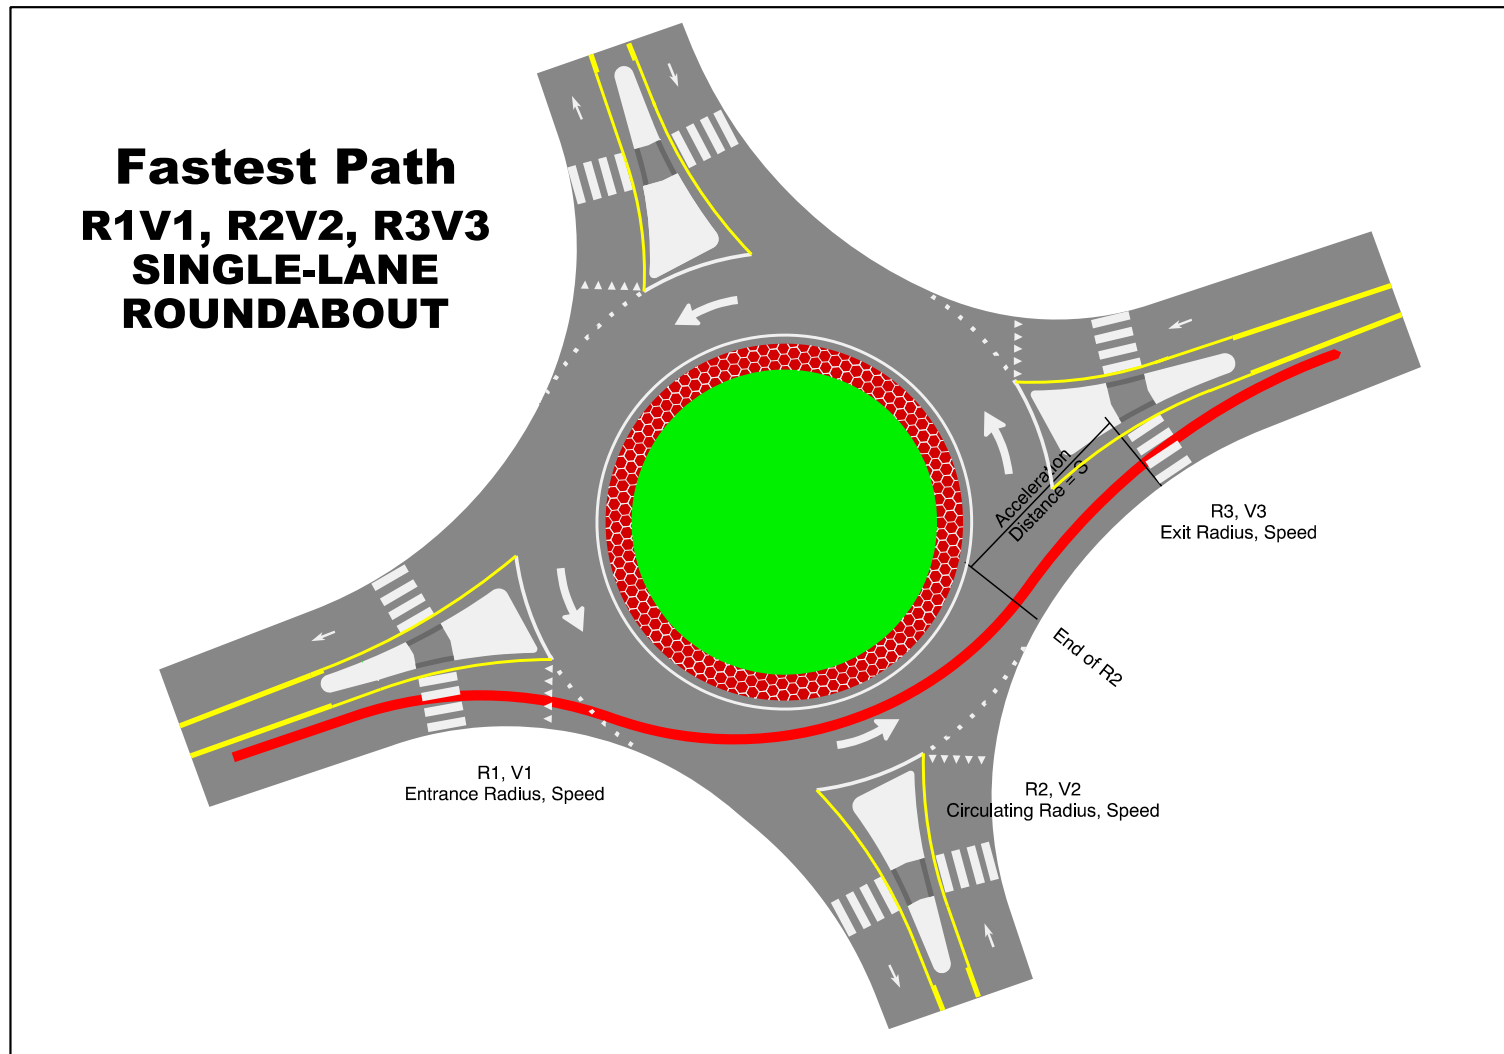 Fastest Path
R1V1, R2V2, R3V3
SINGLE-LANE
ROUNDABOUT
Acceleration
Distance = S
R3, V3
Exit Radius, Speed
End of R2
R1, V1
Entrance Radius, Speed
R2, V2
Circulating Radius, Speed